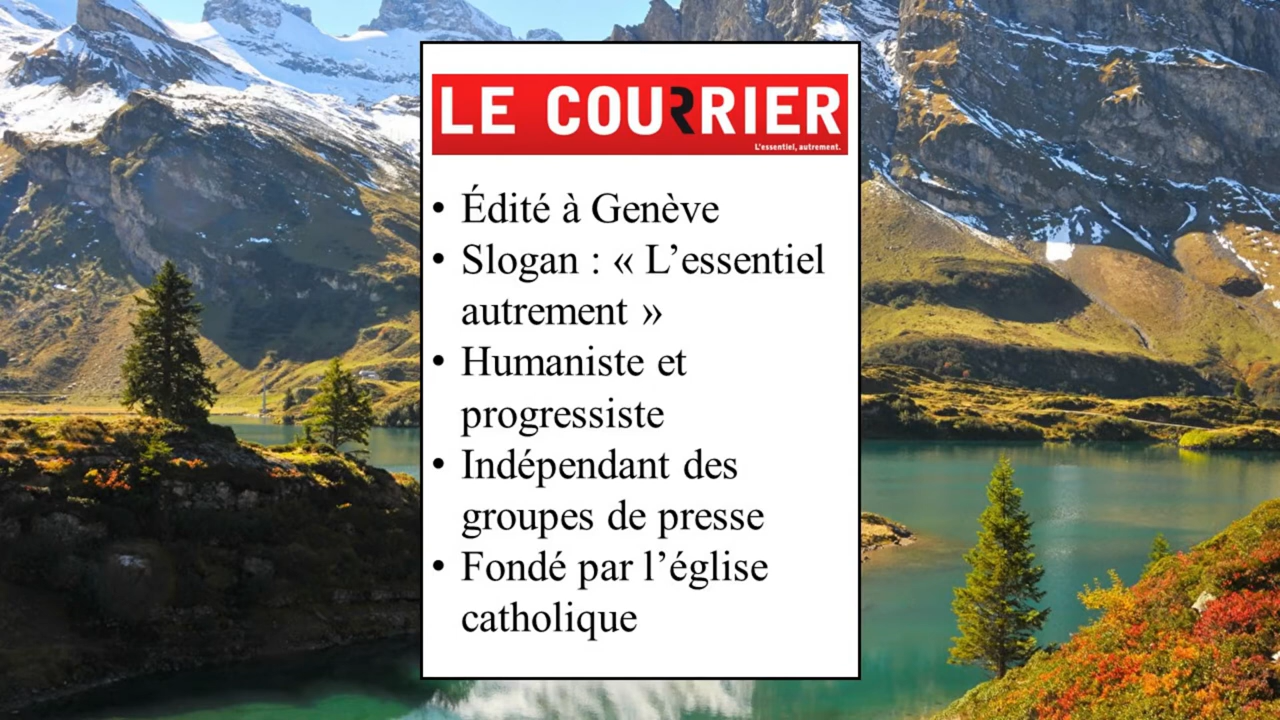 LE COURRIER
L'essentiel, autrement.
• Édité à Genève
• Slogan : « L’essentiel
autrement »
• Humaniste et
progressiste
• Indépendant des
groupes de presse
• Fondé par l’église
catholique